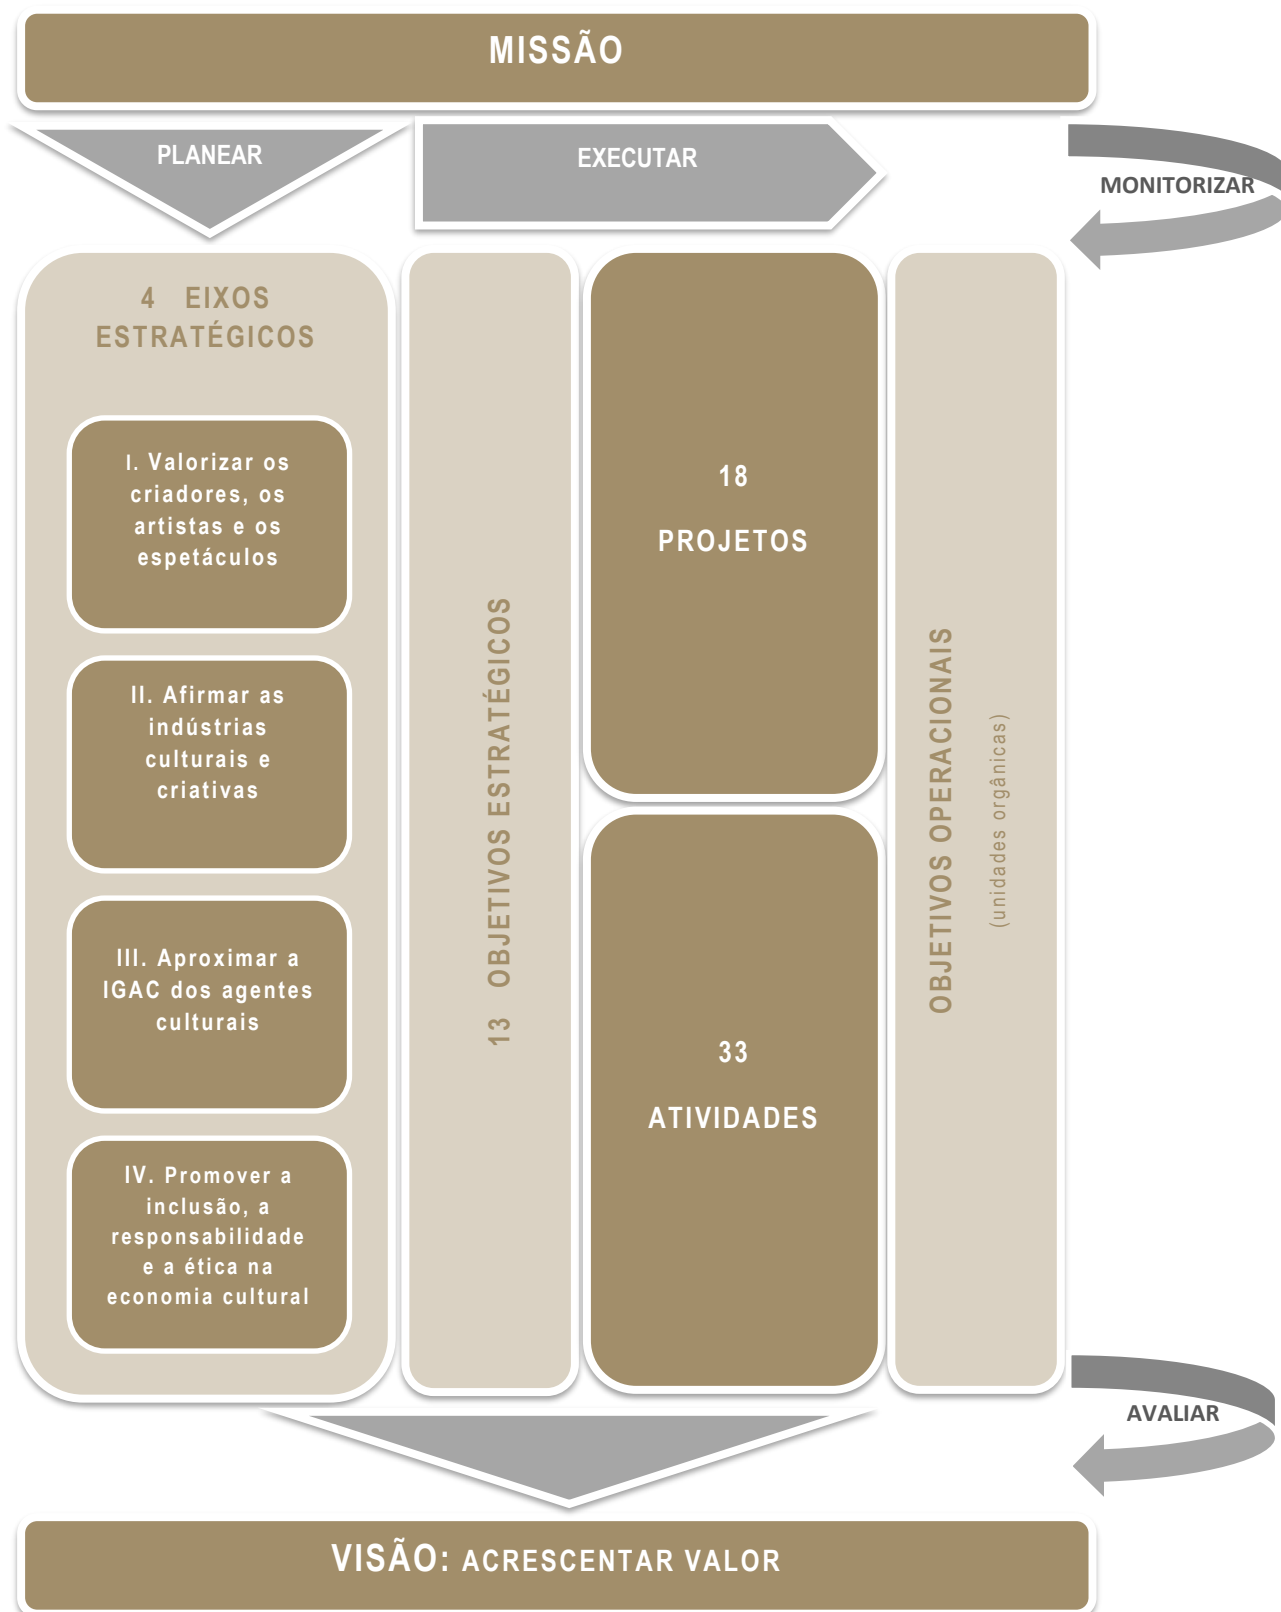 MISSÃO
PLANEAR
EXECUTAR
MONITORIZAR
4 EIXOS
ESTRATÉGICOS
I. Valorizar os
criadores, os
artistas e os
espetáculos
II. Afirmar as
indústrias
culturais e
criativas
III. Aproximar a
IGAC dos agentes
culturais
IV. Promover a
inclusão, a
responsabilidade
e a ética na
economia cultural
13 OBJETIVOS ESTRATÉGICOS
18
PROJETOS
33
ATIVIDADES
OBJETIVOS OPERACIONAIS
(unidades orgânicas)
AVALIAR
VISÃO: ACRESCENTAR VALOR